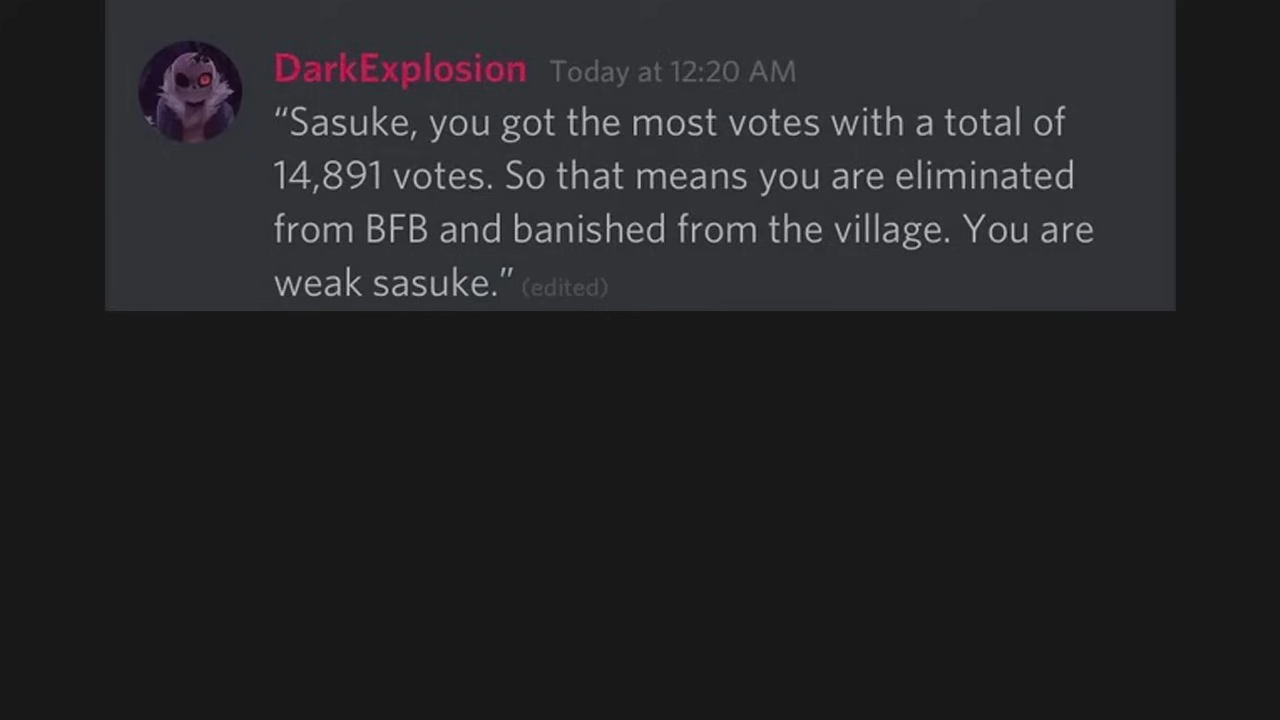 DarkExplosion Today at 12:20 AM
“Sasuke, you got the most votes with a total of
14,891 votes. So that means you are eliminated
from BFB and banished from the village. You are
weak sasuke.” (edited)